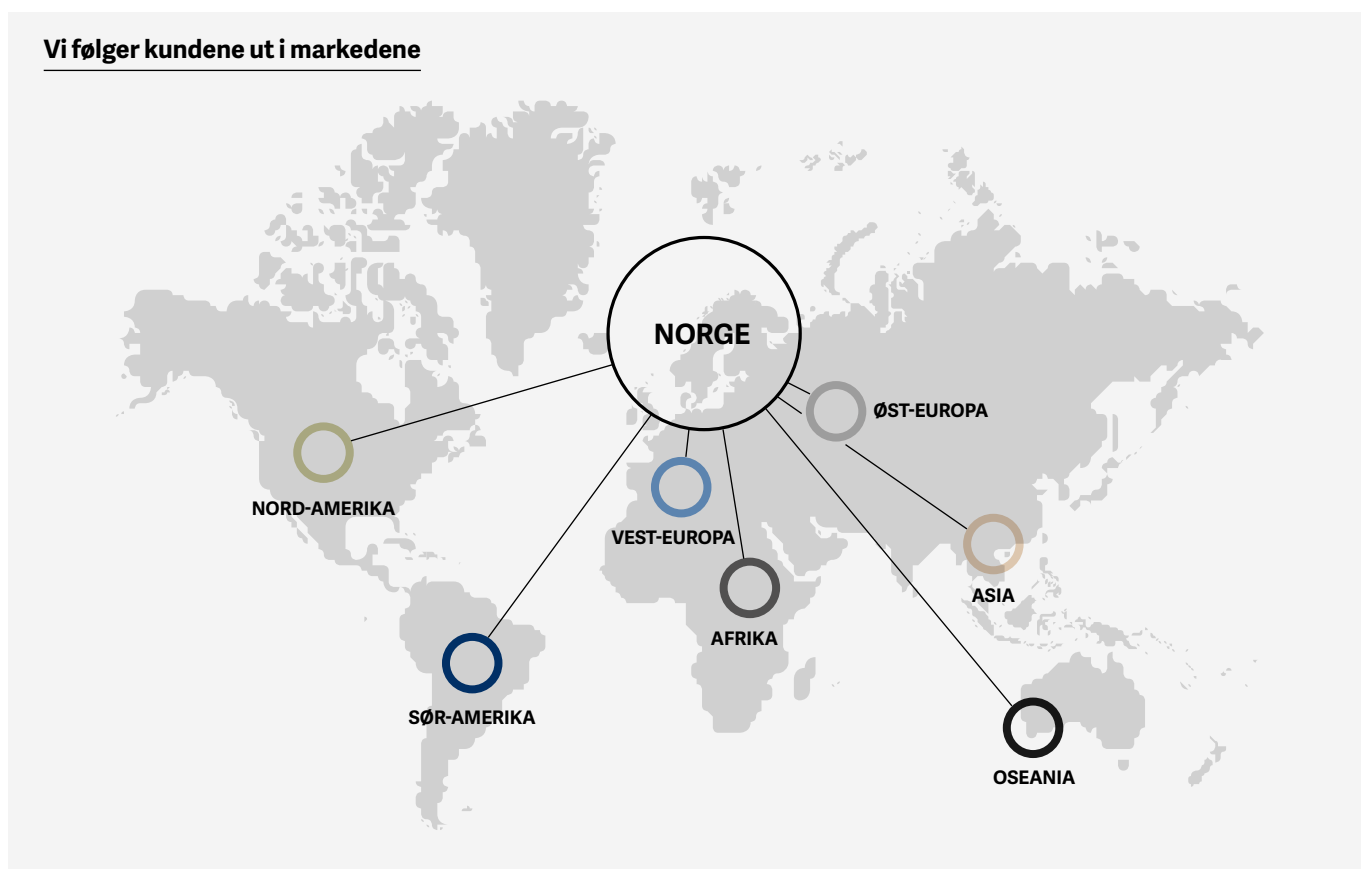 Vi følger kundene ut i markedene
NORGE
ØST-EUROPA
NORD-AMERIKA
VEST-EUROPA
ASIA
AFRIKA
SØR-AMERIKA
OSEANIA